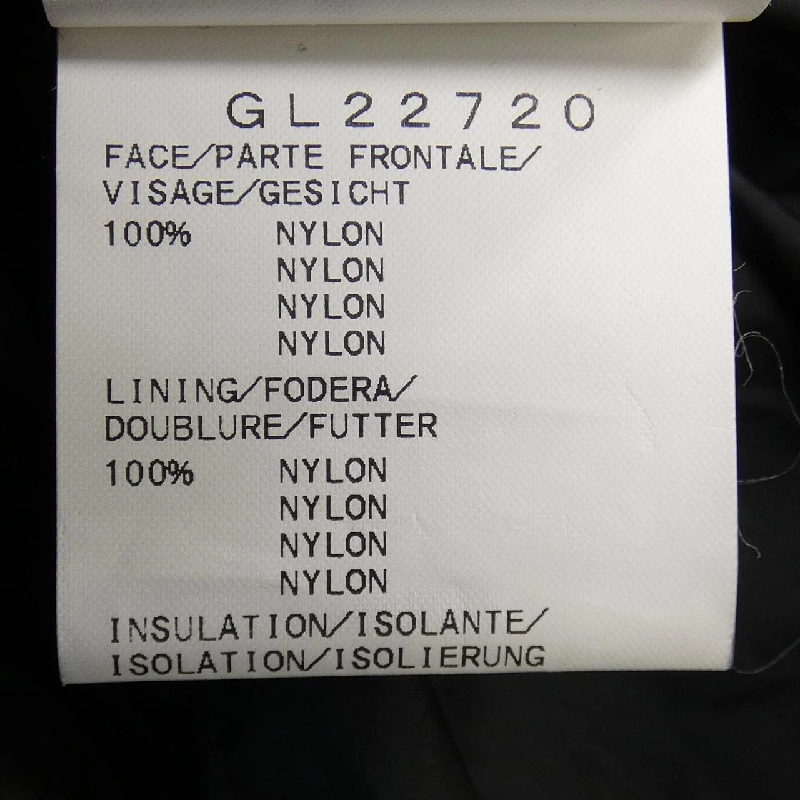 GL22720
FACE/PARTE FRONTALE/
VISAGE/GESICHT
100% NYLON
NYLON
NYLON
NYLON
LINING/FODERA/
DOUBLURE/FUTTER
100% NYLON
NYLON
NYLON
NYLON
INSULATION/ISOLANTE/
ISOLATION/ISOLIERUNG